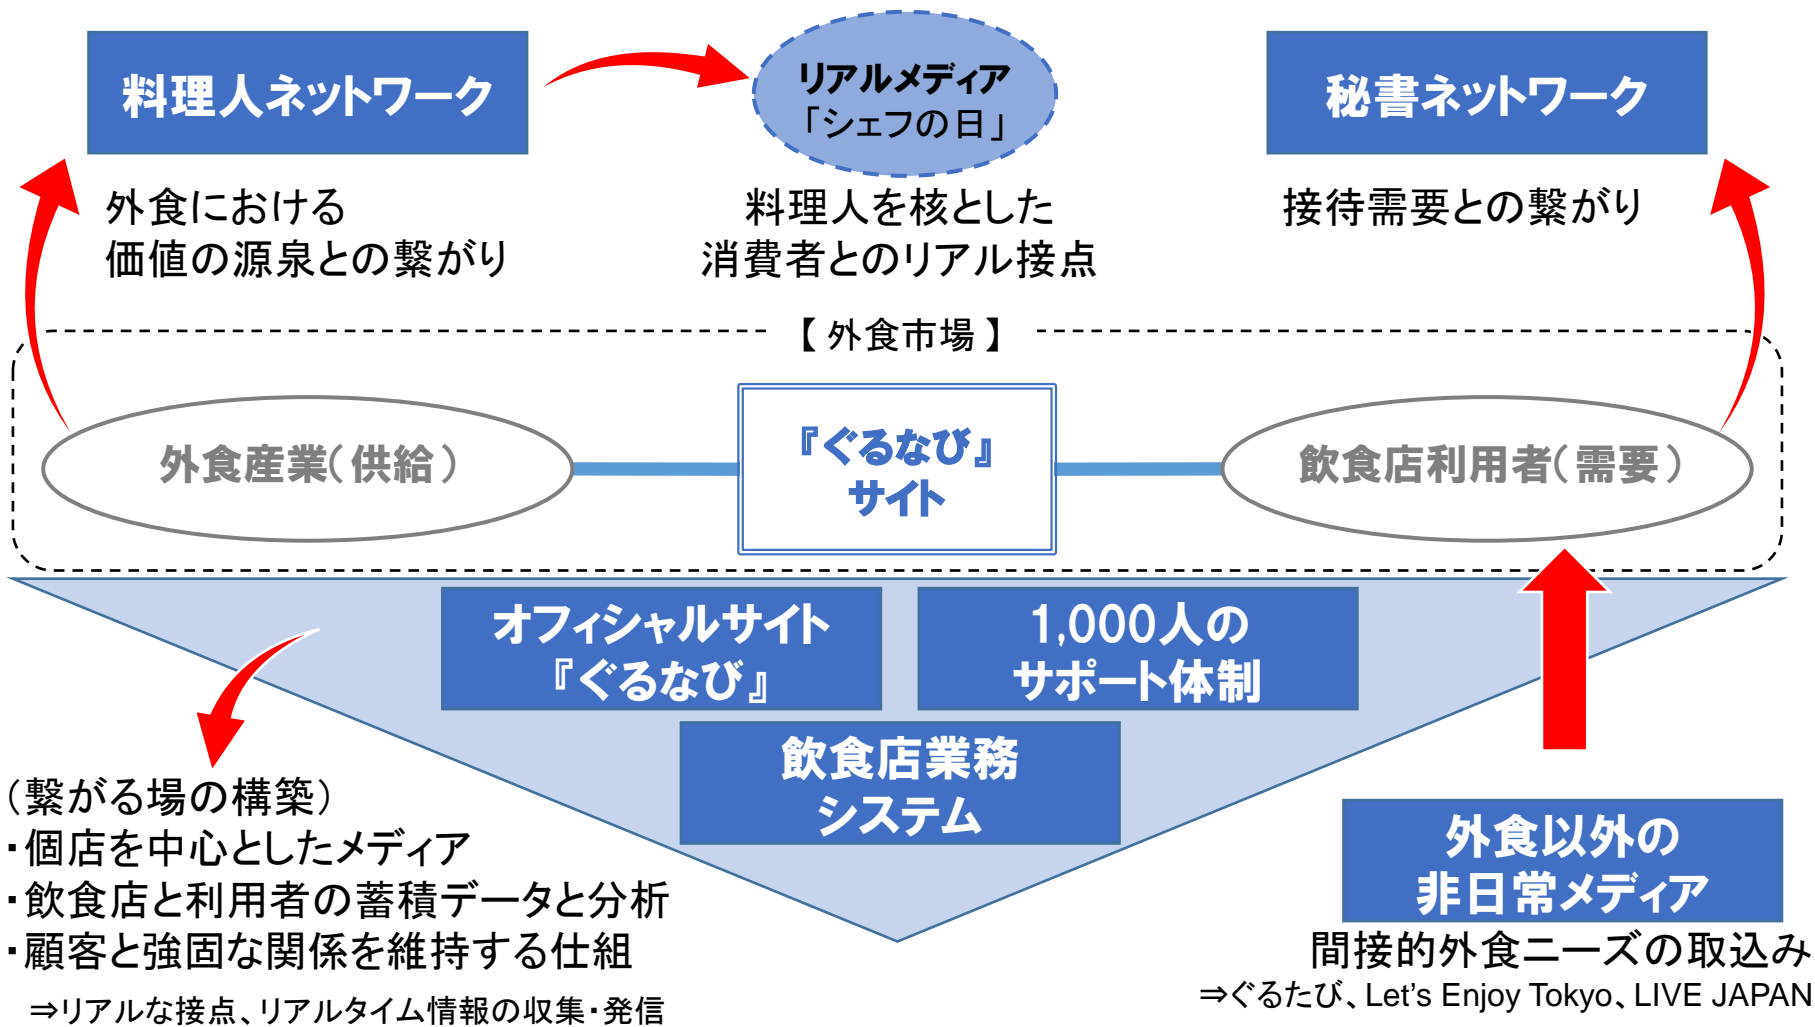 料理人ネットワーク
リアルメディア
「シェフの日」
秘書ネットワーク
外食における
価値の源泉との繋がり
料理人を核とした
消費者とのリアル接点
接待需要との繋がり
【 外食市場 】
外食産業（供給）
『ぐるなび』
サイト
飲食店利用者（需要）
オフィシャルサイト
『ぐるなび』
1,000人の
サポート体制
飲食店業務
システム
（繋がる場の構築）
・個店を中心としたメディア
・飲食店と利用者の蓄積データと分析
・顧客と強固な関係を維持する仕組
⇒リアルな接点、リアルタイム情報の収集・発信
外食以外の
非日常メディア
間接的外食ニーズの取込み
⇒ぐるたび、Let's Enjoy Tokyo、LIVE JAPAN